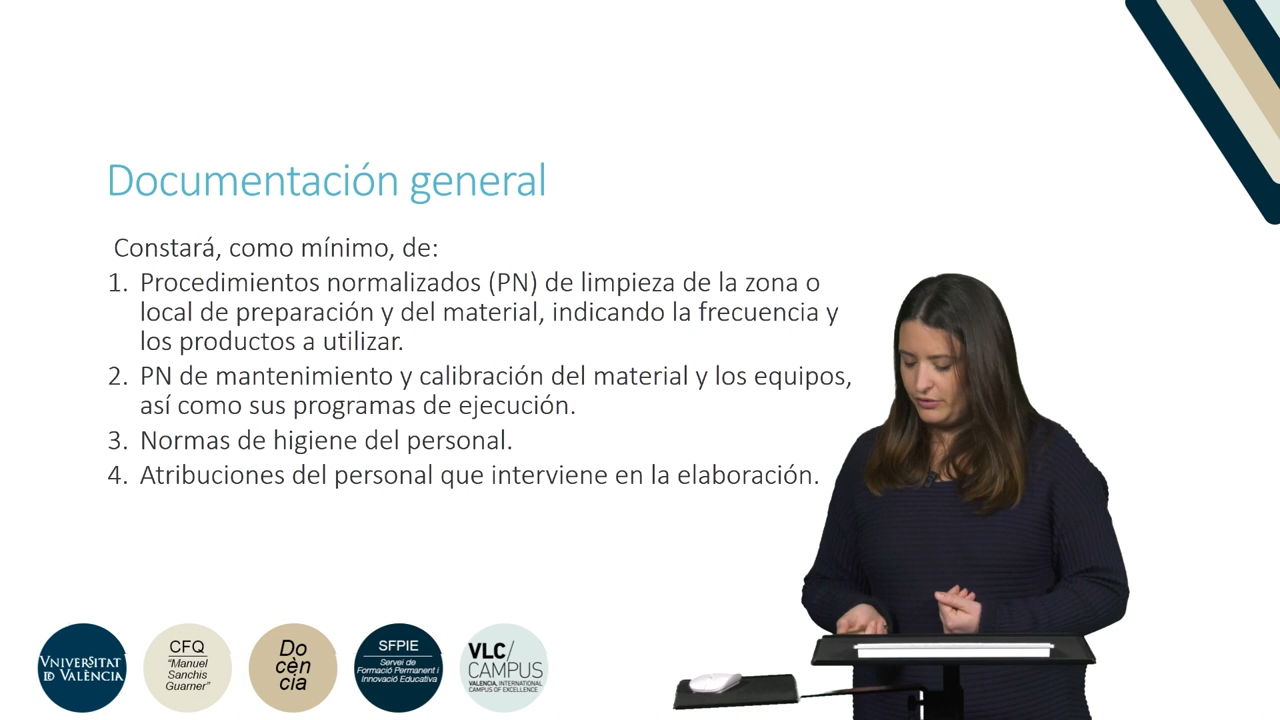 Documentación general
Constará, como mínimo, de:
1. Procedimientos normalizados (PN) de limpieza de la zona o
local de preparación y del material, indicando la frecuencia y
los productos a utilizar.
2. PN de mantenimiento y calibración del material y los equipos,
así como sus programas de ejecución.
3. Normas de higiene del personal.
4. Atribuciones del personal que interviene en la elaboración.
VNIVERSITAT
ID VALÈNCIA
CFQ
"Manuel
Sanchis
Guarner"
Do
cèn
cia
SFPIE
Servei de
Formació Permanent i
Innovació Educativa
VLC/
CAMPUS
VALENCIA, INTERNATIONAL
CAMPUS OF EXCELLENCE